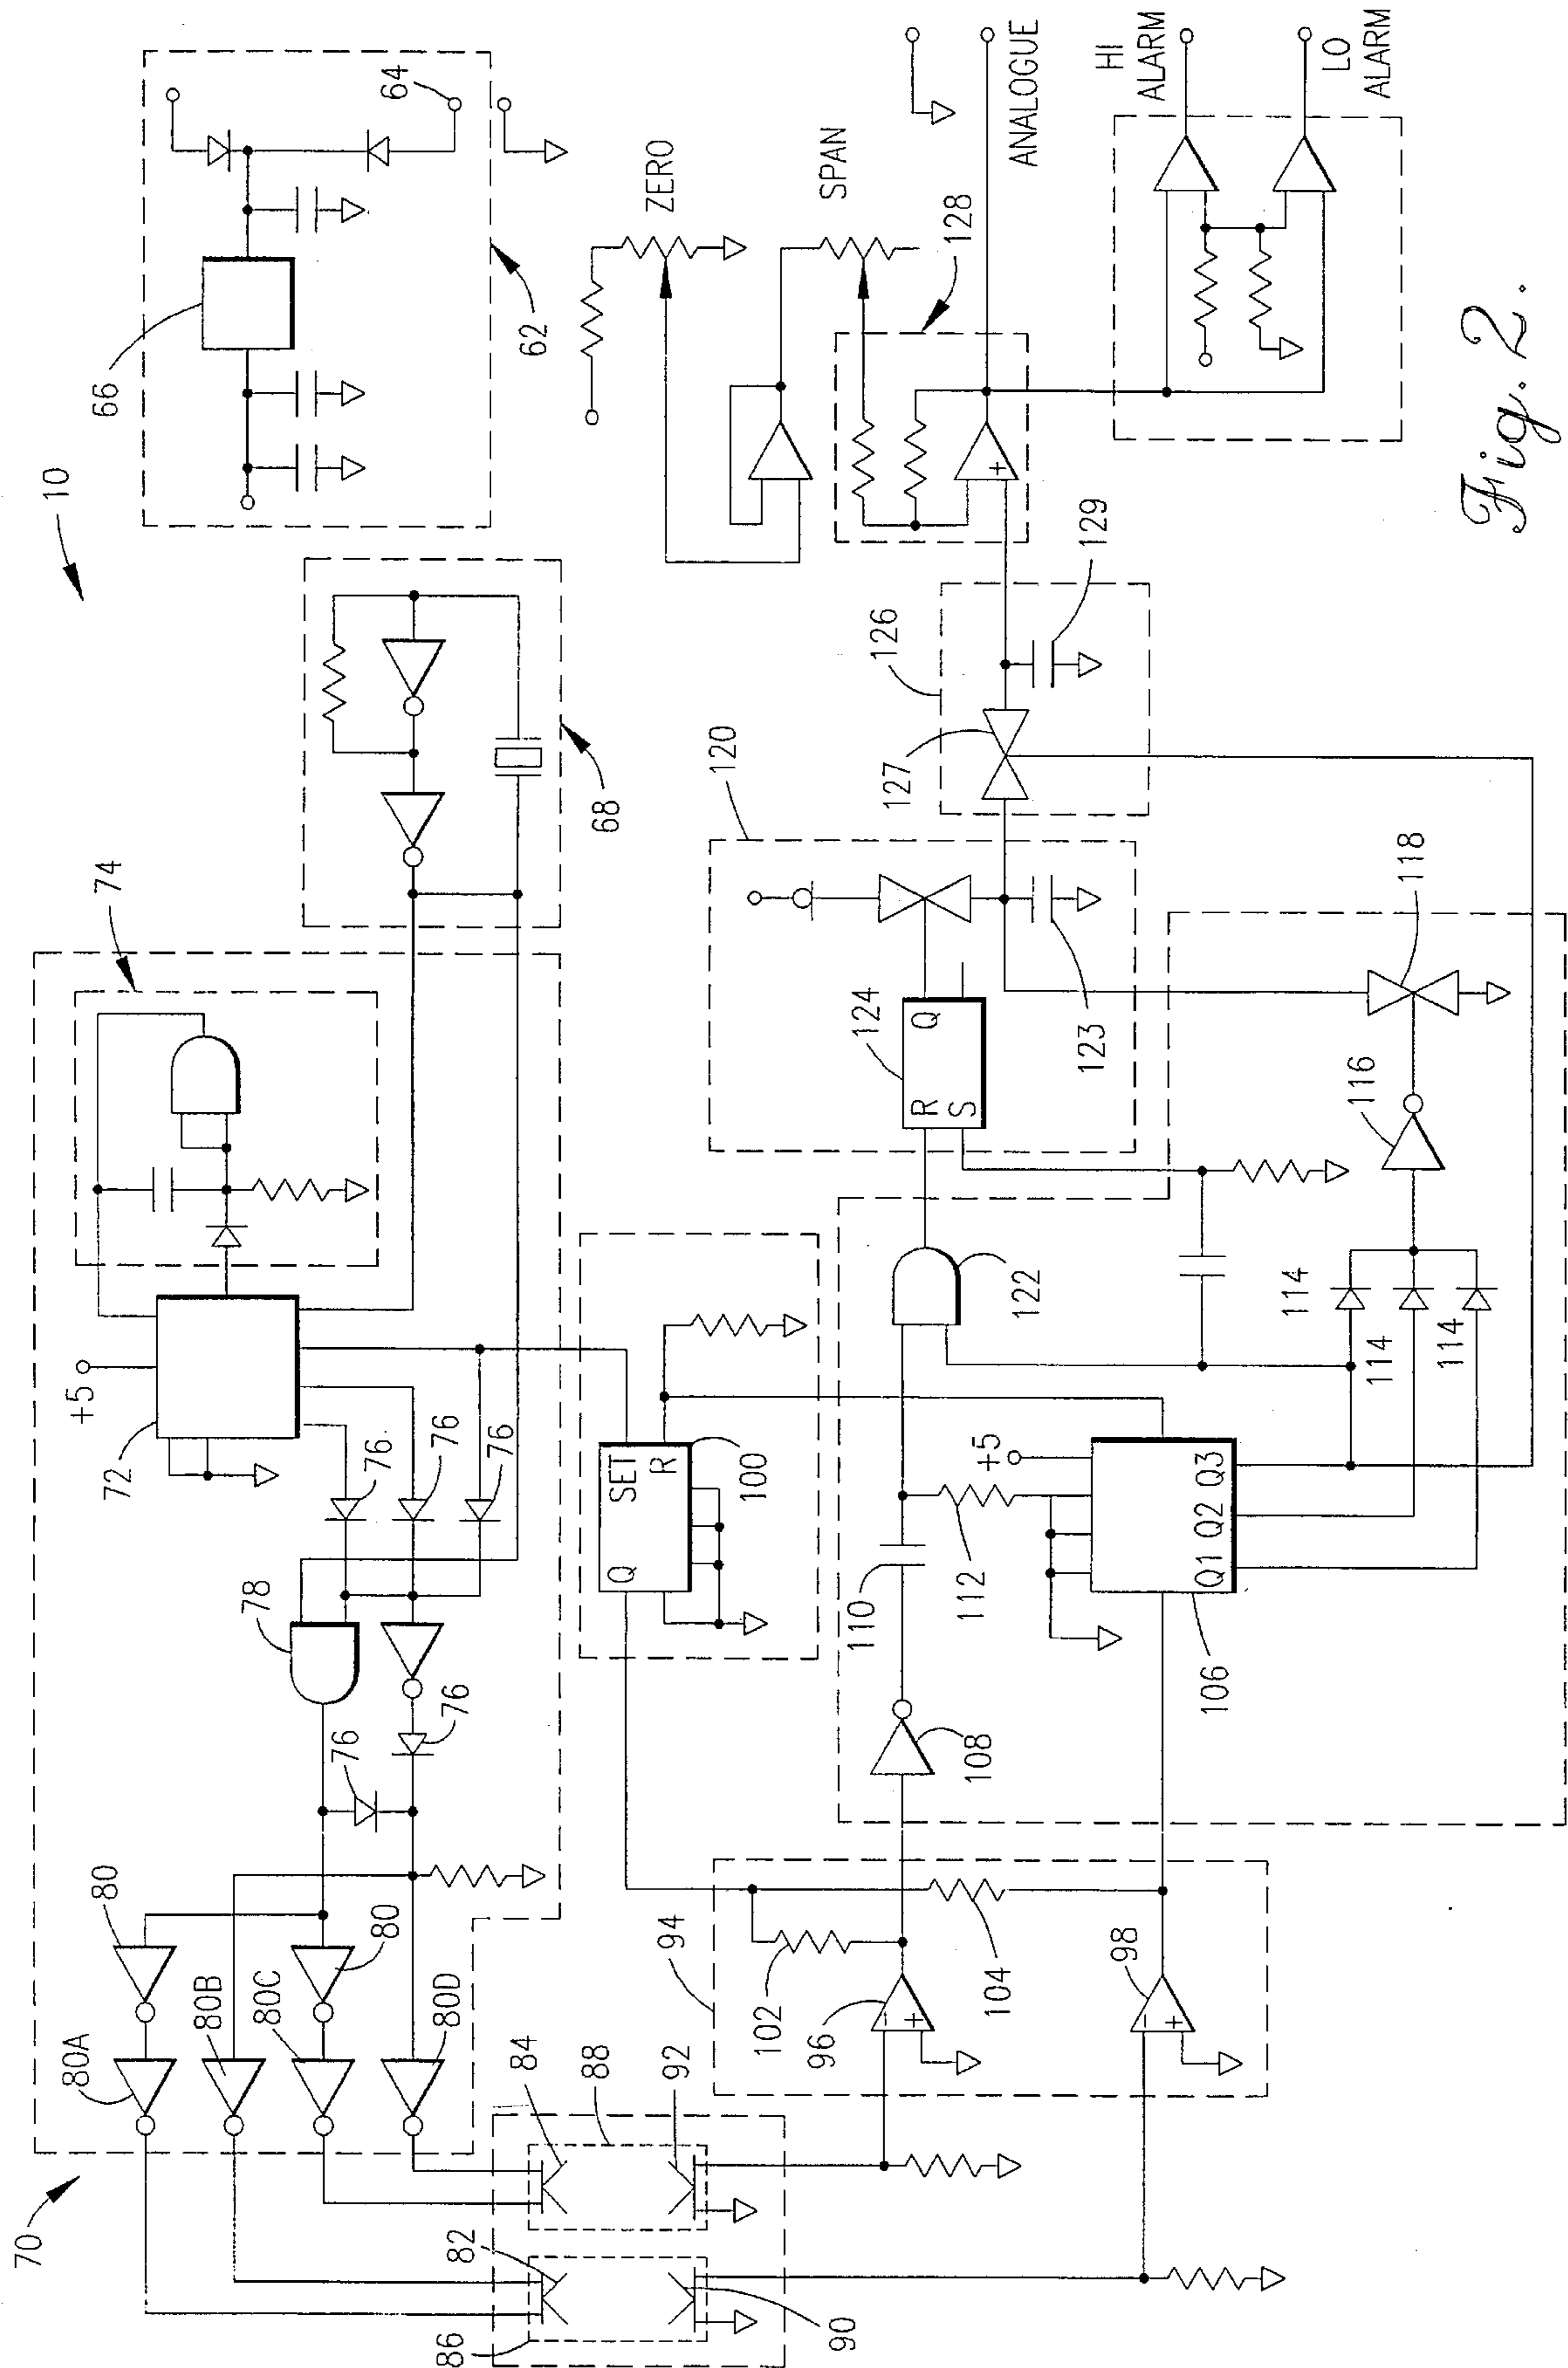 10
70
80A
80
80B
80C
80
80D
76
76
78
76
76
76
72
+5
74
66
62
64
68
84
88
92
82
86
90
94
102
96
104
98
Q
SET
R
100
108
110
112
106
+5
Q1 Q2 Q3
122
114
114
114
116
118
120
124
R
S
Q
123
127
126
129
128
ZERO
SPAN
ANALOGUE
HI
ALARM
LO
ALARM
Fig. 2.